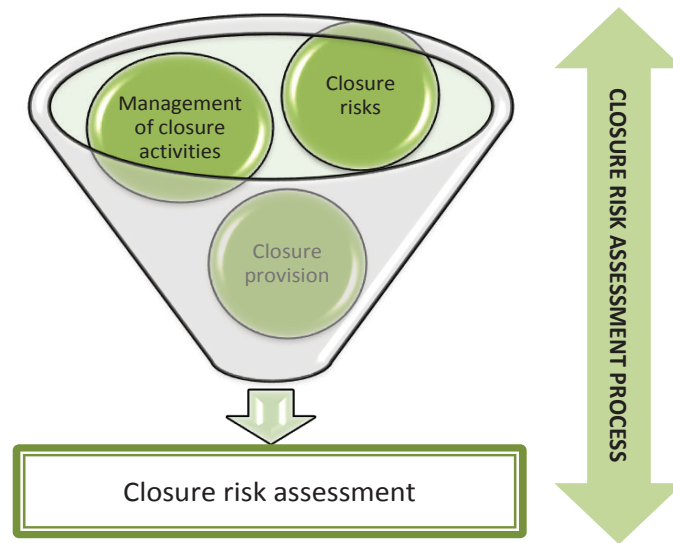 Management
of closure
activities
Closure
risks
Closure
provision
Closure risk assessment
CLOSURE RISK ASSESSMENT PROCESS